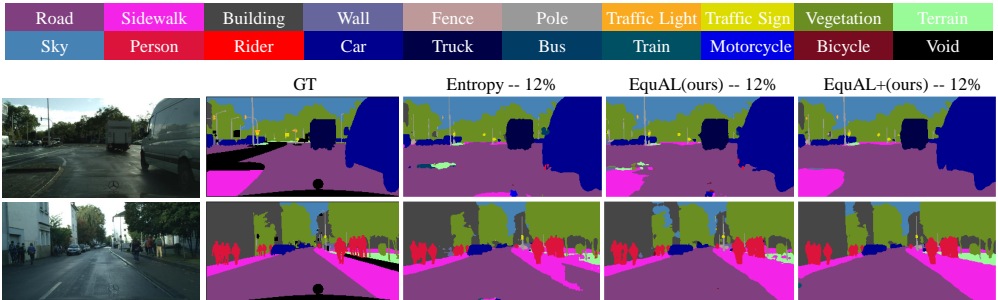 Road Sidewalk Building Wall Fence Pole Traffic Light Traffic Sign Vegetation Terrain
Sky Person Rider Car Truck Bus Train Motorcycle Bicycle Void
GT Entropy -- 12% EquAL(ours) -- 12% EquAL+(ours) -- 12%